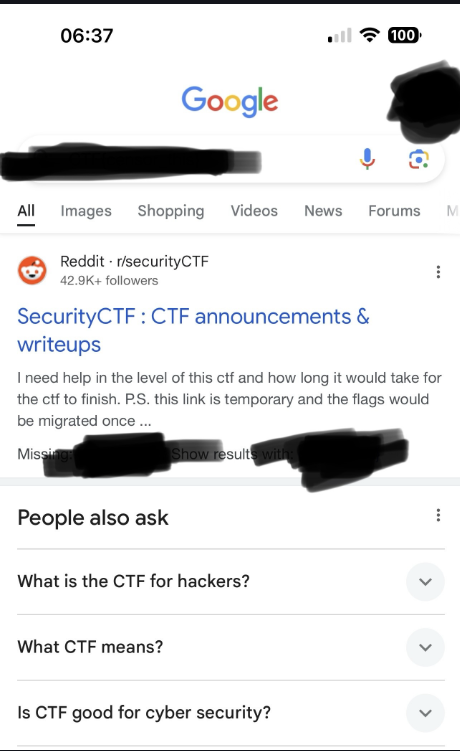 06:37
100
Google
All Images Shopping Videos News Forums M
Reddit · r/securityCTF
42.9K+ followers
SecurityCTF : CTF announcements &
writeups
I need help in the level of this ctf and how long it would take for
the ctf to finish. P.S. this link is temporary and the flags would
be migrated once ...
Missing: Show results with:
People also ask
What is the CTF for hackers?
What CTF means?
Is CTF good for cyber security?